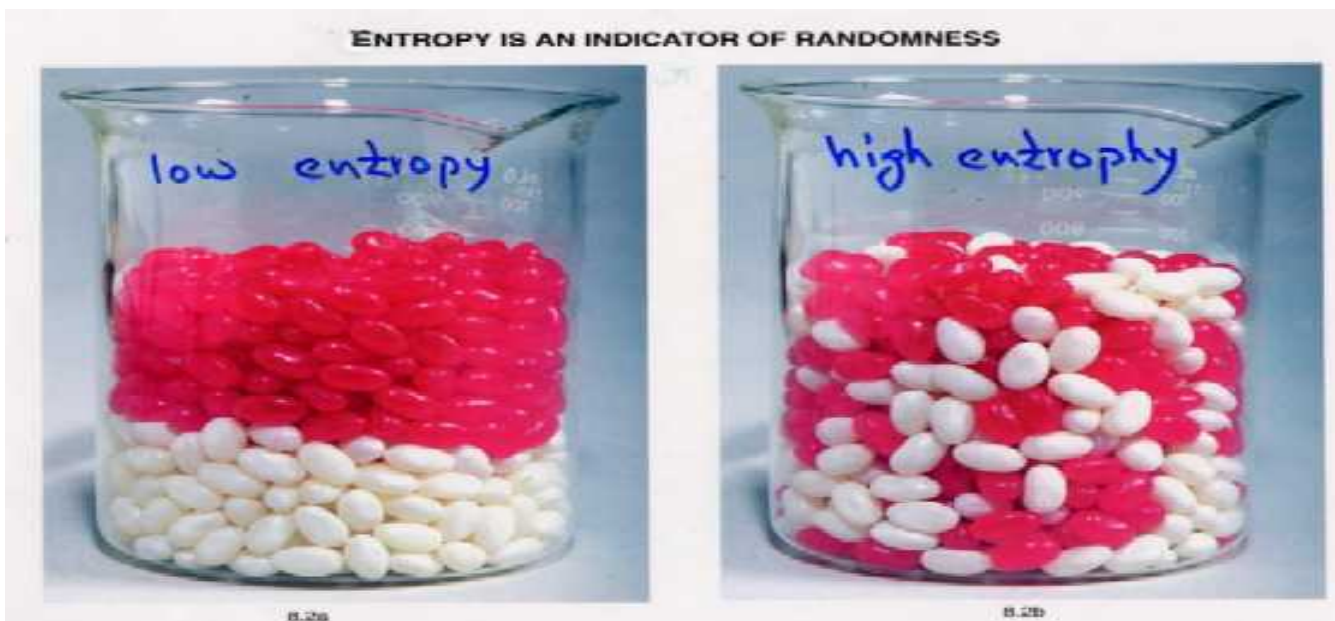 ENTROPY IS AN INDICATOR OF RANDOMNESS
low entropy
high entrophy
8.2a
8.2b